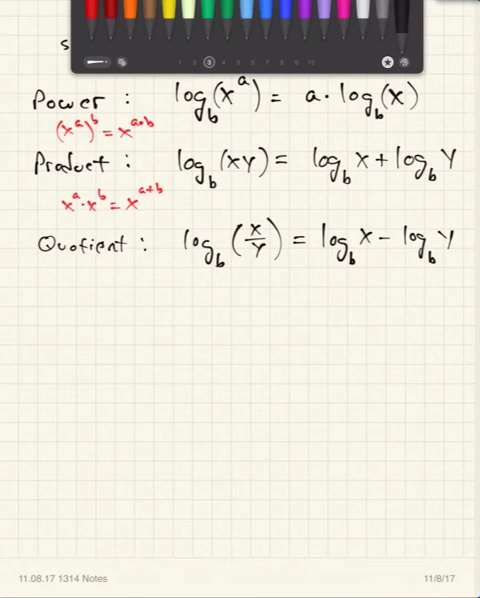 s
Power : log_b(x^a) = a · log_b(x)
(x^a)^b = x^{a·b}
Product : log_b(xy) = log_b x + log_b y
x^a · x^b = x^{a+b}
Quotient : log_b(x/y) = log_b x − log_b y
11.08.17 1314 Notes 11/8/17